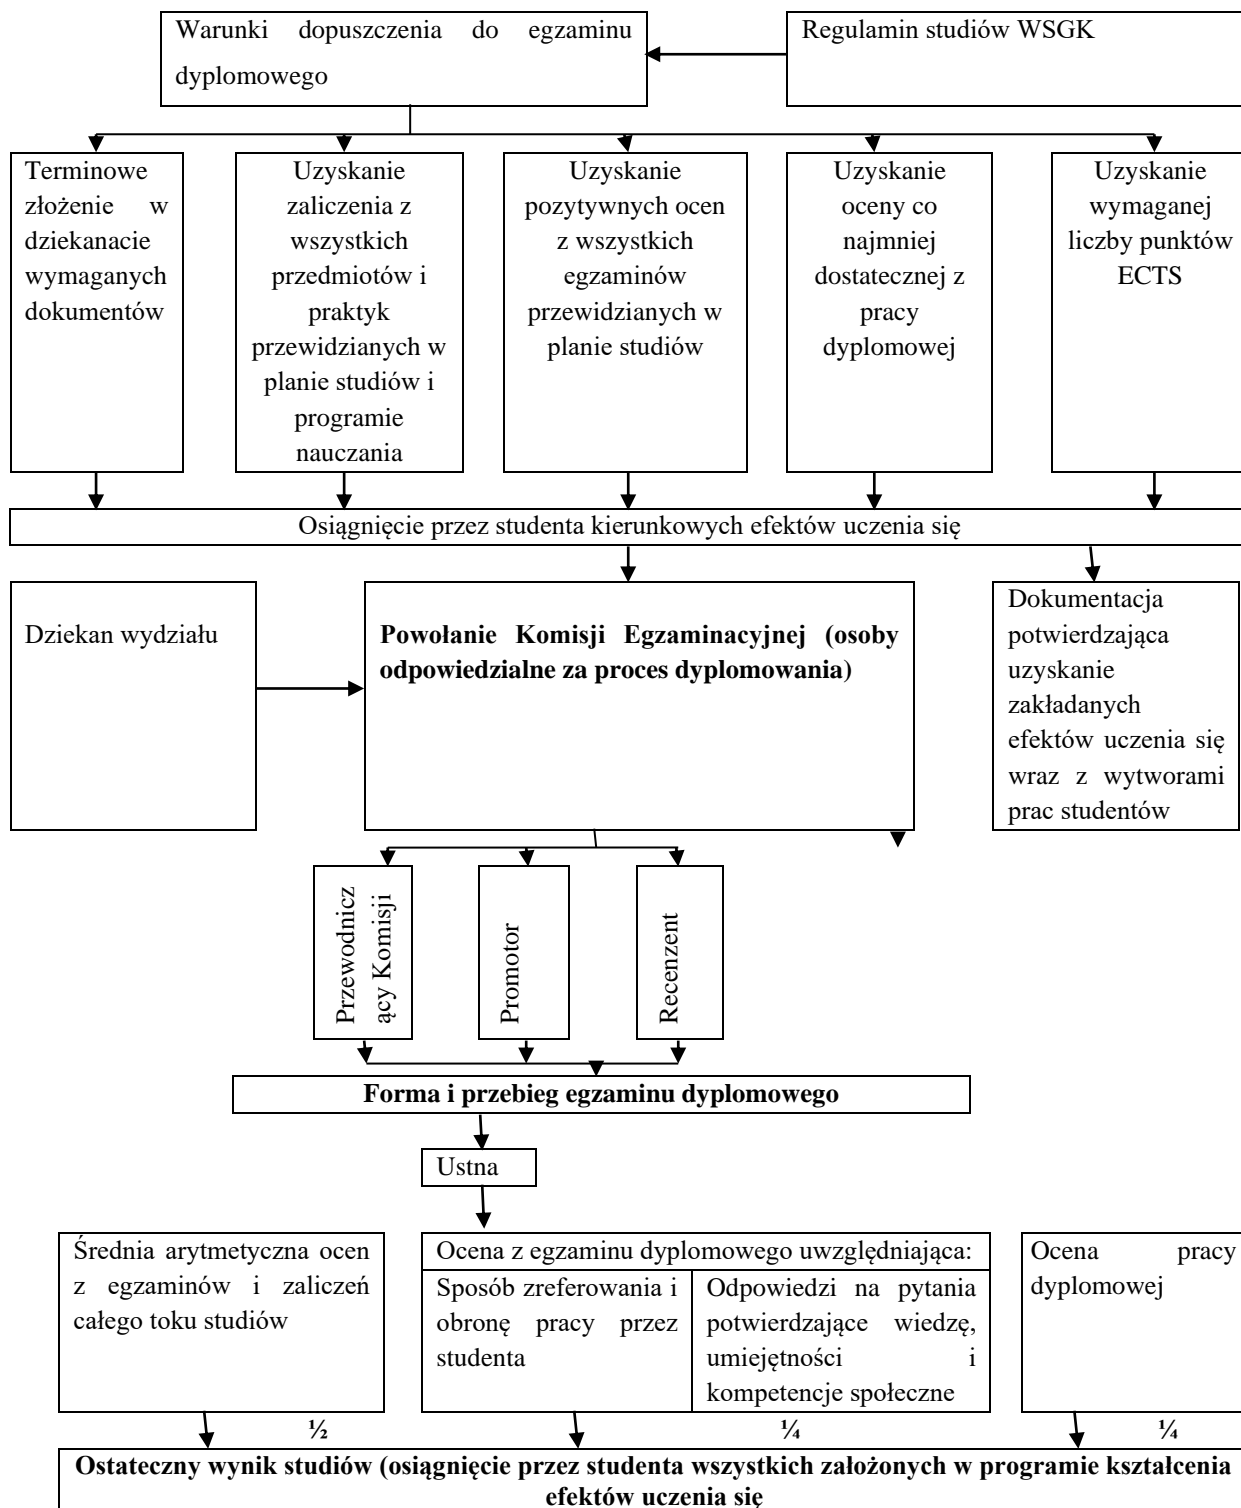 Warunki dopuszczenia do egzaminu
dyplomowego
Regulamin studiów WSGK
Terminowe
złożenie w
dziekanacie
wymaganych
dokumentów
Uzyskanie
zaliczenia z
wszystkich
przedmiotów i
praktyk
przewidzianych w
planie studiów i
programie
nauczania
Uzyskanie
pozytywnych ocen
z wszystkich
egzaminów
przewidzianych w
planie studiów
Uzyskanie
oceny co
najmniej
dostatecznej z
pracy
dyplomowej
Uzyskanie
wymaganej
liczby punktów
ECTS
Osiągnięcie przez studenta kierunkowych efektów uczenia się
Dziekan wydziału
Powołanie Komisji Egzaminacyjnej (osoby
odpowiedzialne za proces dyplomowania)
Dokumentacja
potwierdzająca
uzyskanie
zakładanych
efektów uczenia się
wraz z wytworami
prac studentów
Przewodnicz
ący Komisji
Promotor
Recenzent
Forma i przebieg egzaminu dyplomowego
Ustna
Średnia arytmetyczna ocen
z egzaminów i zaliczeń
całego toku studiów
Ocena z egzaminu dyplomowego uwzględniająca:
Sposób zreferowania i
obronę pracy przez
studenta
Odpowiedzi na pytania
potwierdzające wiedzę,
umiejętności i
kompetencje społeczne
Ocena pracy
dyplomowej
½
¼
¼
Ostateczny wynik studiów (osiągnięcie przez studenta wszystkich założonych w programie kształcenia
efektów uczenia się